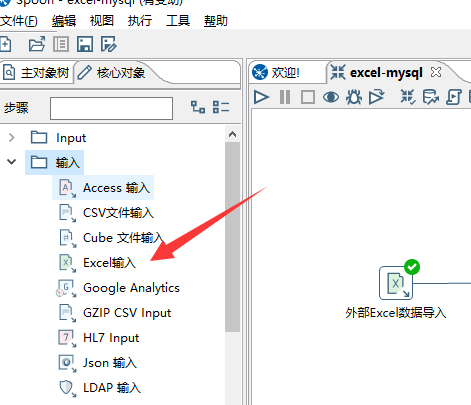 Spoon - excel-mysql (有变动)
文件(F) 编辑 视图 执行 工具 帮助
主对象树 核心对象
欢迎! excel-mysql
步骤
Input
输入
Access 输入
CSV文件输入
Cube 文件输入
Excel输入
Google Analytics
GZIP CSV Input
HL7 Input
Json 输入
LDAP 输入
外部Excel数据导入